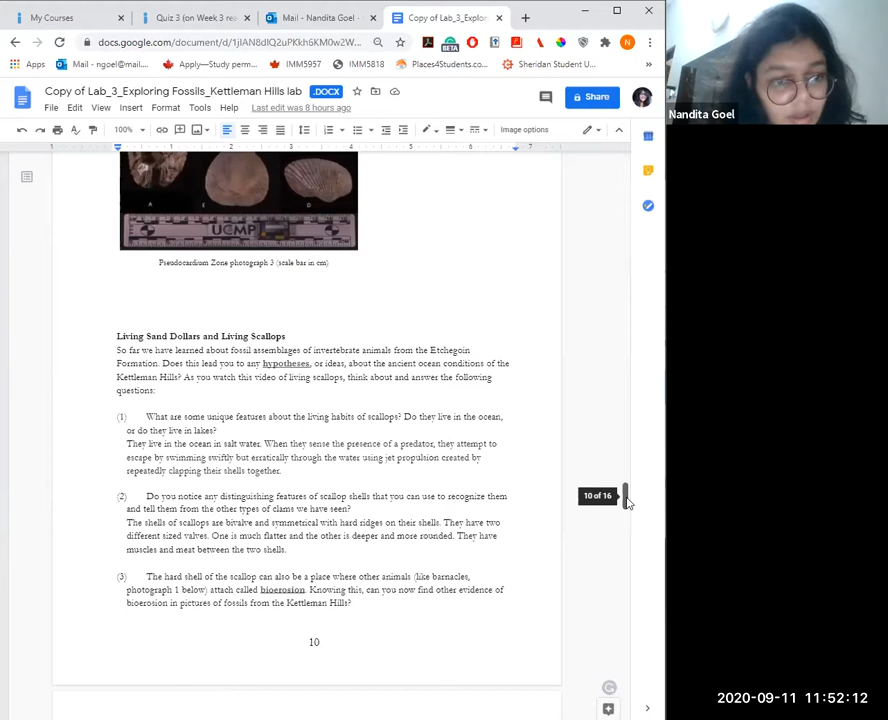 My Courses
Quiz 3 (on Week 3 rea
Mail - Nandita Goel - m
Copy of Lab_3_Explori
docs.google.com/document/d/1jIAN8dlQ2uPKkh6KM0w2W...
BETA
N
Apps
Mail - ngoel@mail....
Apply—Study perm...
IMM5957
IMM5818
Places4Students.co...
Sheridan Student U...
Copy of Lab_3_Exploring Fossils_Kettleman Hills lab
.DOCX
File Edit View Insert Format Tools Help
Last edit was 8 hours ago
Share
100%
Image options
1 1 2 3 4 5 6 7
A E D
UCMP
Pseudocardium Zone photograph 3 (scale bar in cm)
Living Sand Dollars and Living Scallops
So far we have learned about fossil assemblages of invertebrate animals from the Etchegoin
Formation. Does this lead you to any hypotheses, or ideas, about the ancient ocean conditions of the
Kettleman Hills? As you watch this video of living scallops, think about and answer the following
questions:
(1) What are some unique features about the living habits of scallops? Do they live in the ocean,
or do they live in lakes?
They live in the ocean in salt water. When they sense the presence of a predator, they attempt to
escape by swimming swiftly but erratically through the water using jet propulsion created by
repeatedly clapping their shells together.
(2) Do you notice any distinguishing features of scallop shells that you can use to recognize them
and tell them from the other types of clams we have seen?
The shells of scallops are bivalve and symmetrical with hard ridges on their shells. They have two
different sized valves. One is much flatter and the other is deeper and more rounded. They have
muscles and meat between the two shells.
(3) The hard shell of the scallop can also be a place where other animals (like barnacles,
photograph 1 below) attach called bioerosion. Knowing this, can you now find other evidence of
bioerosion in pictures of fossils from the Kettleman Hills?
10
10 of 16
Nandita Goel
2020-09-11 11:52:12